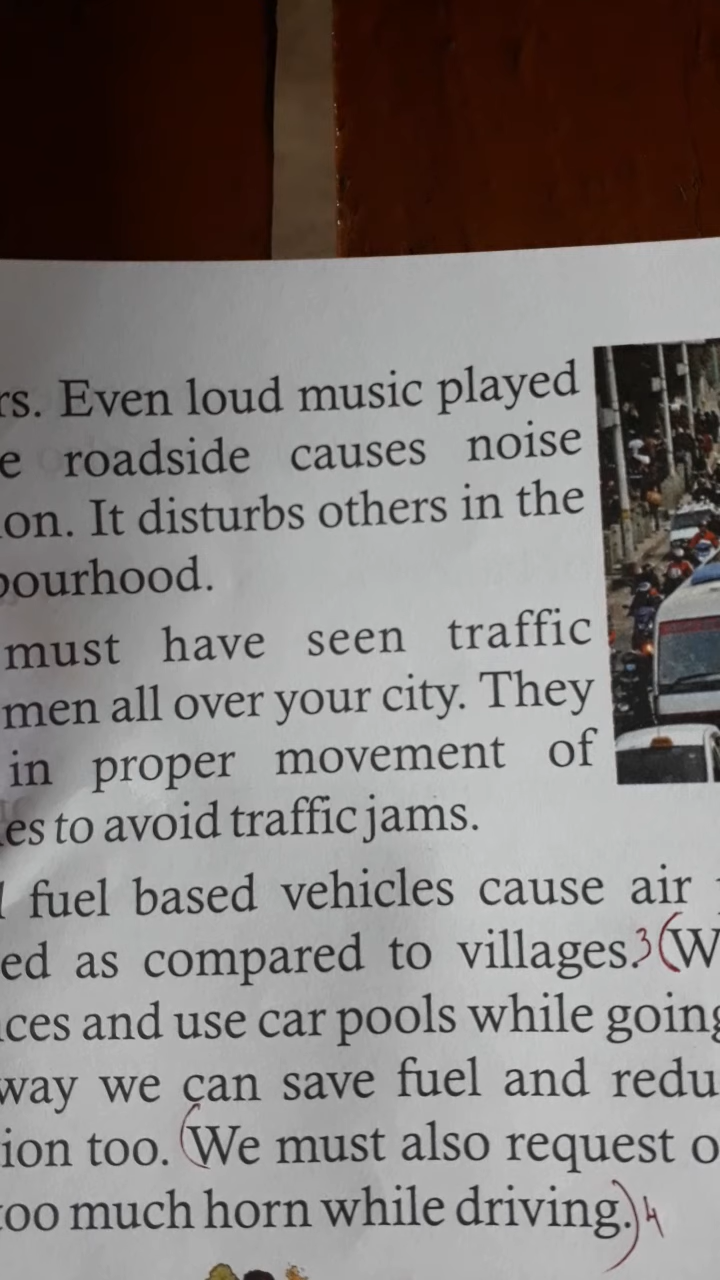 rs. Even loud music played
e roadside causes noise
ion. It disturbs others in the
bourhood.
must have seen traffic
men all over your city. They
in proper movement of
es to avoid traffic jams.
l fuel based vehicles cause air
ed as compared to villages. 3 (W
ces and use car pools while going
way we can save fuel and redu
ion too. (We must also request o
too much horn while driving.) 4